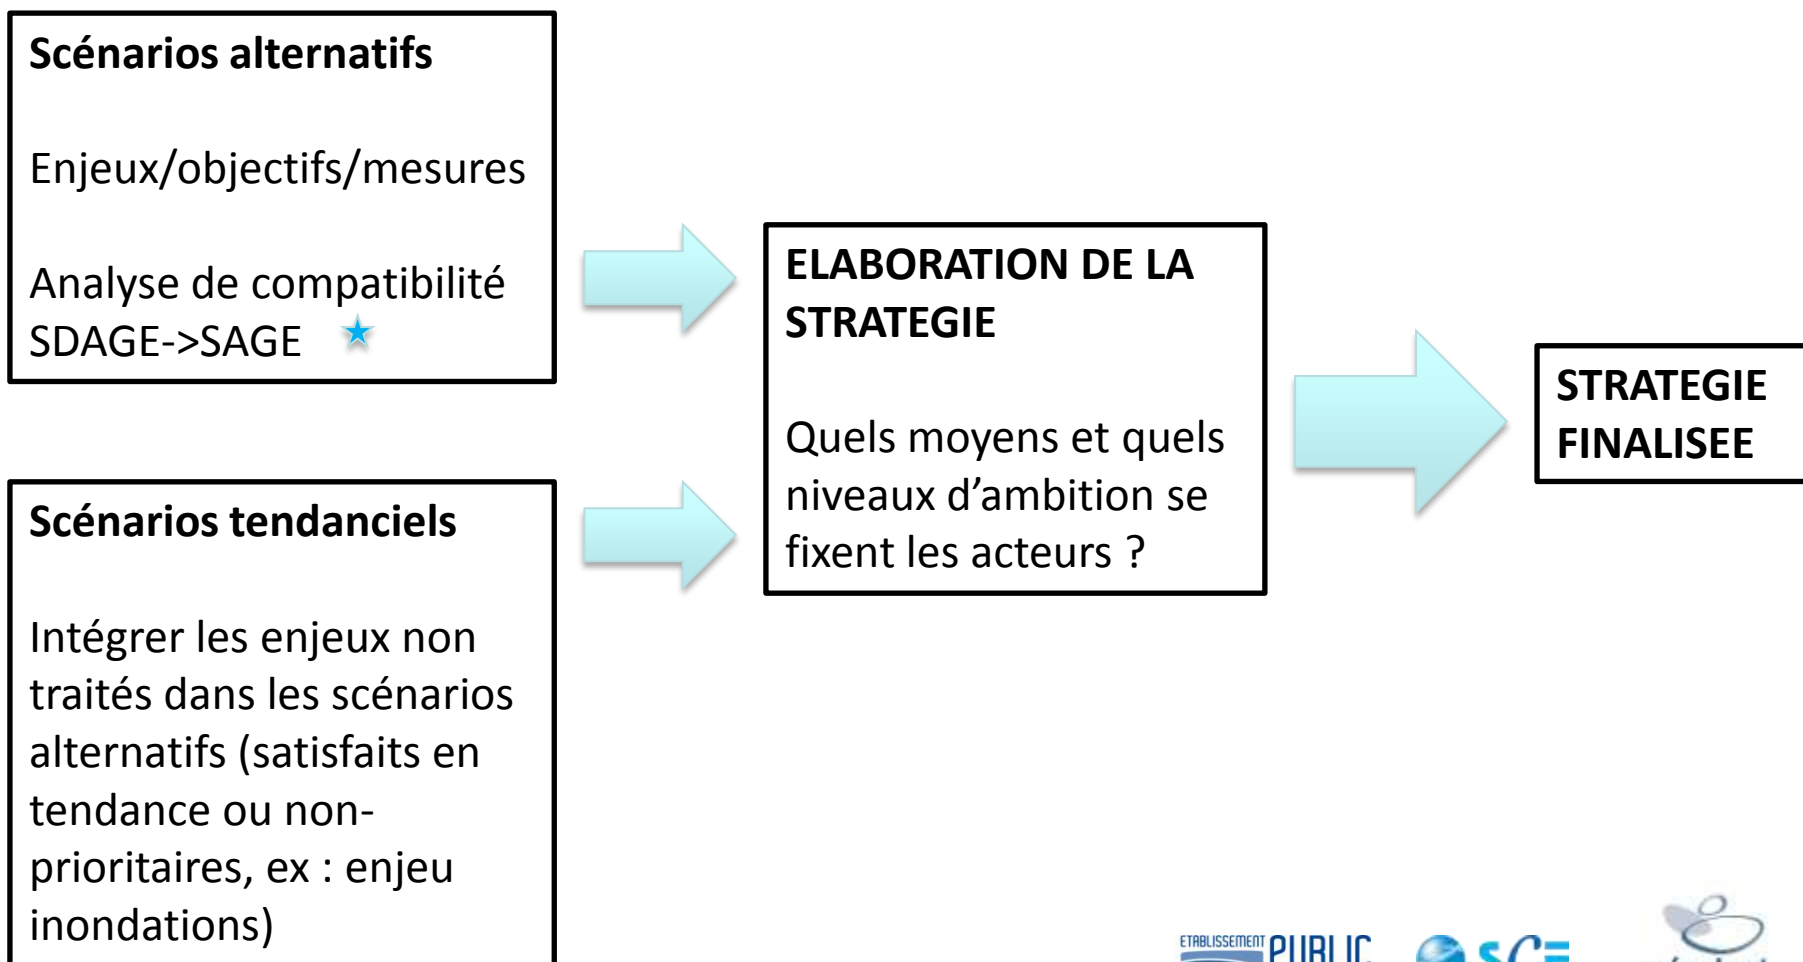 Scénarios alternatifs
Enjeux/objectifs/mesures
Analyse de compatibilité
SDAGE->SAGE
Scénarios tendanciels
Intégrer les enjeux non
traités dans les scénarios
alternatifs (satisfaits en
tendance ou non-
prioritaires, ex : enjeu
inondations)
ELABORATION DE LA
STRATEGIE
Quels moyens et quels
niveaux d’ambition se
fixent les acteurs ?
STRATEGIE
FINALISEE
ETABLISSEMENT PUBLIC
SCE